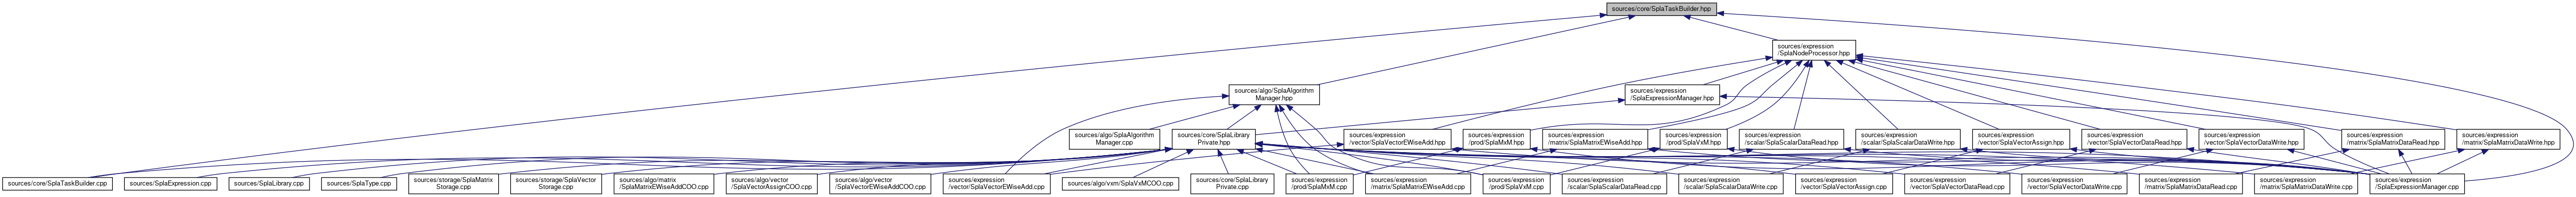 sources/core/SplaTaskBuilder.hpp
sources/expression
/SplaNodeProcessor.hpp
sources/algo/SplaAlgorithm
Manager.hpp
sources/expression
/SplaExpressionManager.hpp
sources/algo/SplaAlgorithm
Manager.cpp
sources/core/SplaLibrary
Private.hpp
sources/expression
/vector/SplaVectorEWiseAdd.hpp
sources/expression
/prod/SplaMxM.hpp
sources/expression
/matrix/SplaMatrixEWiseAdd.hpp
sources/expression
/prod/SplaVxM.hpp
sources/expression
/scalar/SplaScalarDataRead.hpp
sources/expression
/scalar/SplaScalarDataWrite.hpp
sources/expression
/vector/SplaVectorAssign.hpp
sources/expression
/vector/SplaVectorDataRead.hpp
sources/expression
/vector/SplaVectorDataWrite.hpp
sources/expression
/matrix/SplaMatrixDataRead.hpp
sources/expression
/matrix/SplaMatrixDataWrite.hpp
sources/core/SplaTaskBuilder.cpp
sources/SplaExpression.cpp
sources/SplaLibrary.cpp
sources/SplaType.cpp
sources/storage/SplaMatrix
Storage.cpp
sources/storage/SplaVector
Storage.cpp
sources/algo/matrix
/SplaMatrixEWiseAddCOO.cpp
sources/algo/vector
/SplaVectorAssignCOO.cpp
sources/algo/vector
/SplaVectorEWiseAddCOO.cpp
sources/expression
/vector/SplaVectorEWiseAdd.cpp
sources/algo/vxm/SplaVxMCOO.cpp
sources/core/SplaLibrary
Private.cpp
sources/expression
/prod/SplaMxM.cpp
sources/expression
/matrix/SplaMatrixEWiseAdd.cpp
sources/expression
/prod/SplaVxM.cpp
sources/expression
/scalar/SplaScalarDataRead.cpp
sources/expression
/scalar/SplaScalarDataWrite.cpp
sources/expression
/vector/SplaVectorAssign.cpp
sources/expression
/vector/SplaVectorDataRead.cpp
sources/expression
/vector/SplaVectorDataWrite.cpp
sources/expression
/matrix/SplaMatrixDataRead.cpp
sources/expression
/matrix/SplaMatrixDataWrite.cpp
sources/expression
/SplaExpressionManager.cpp